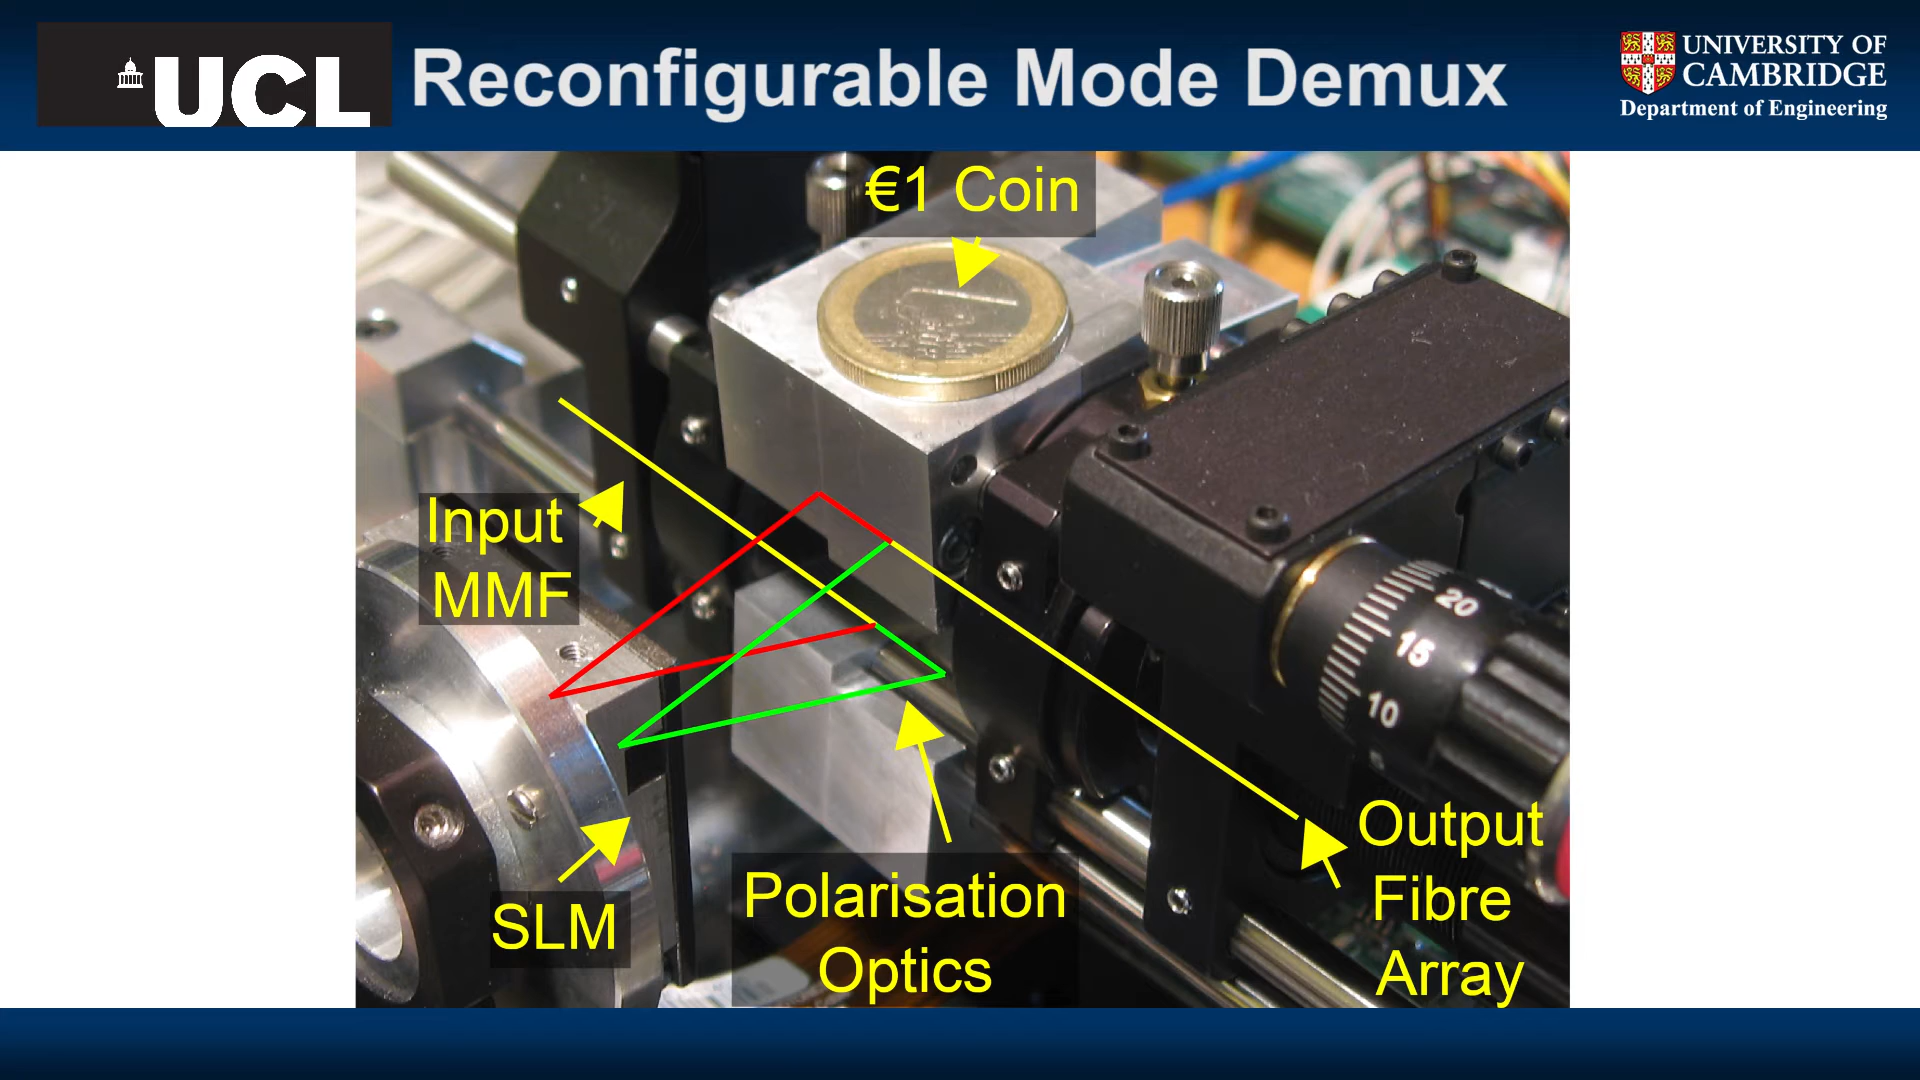 UCL
Reconfigurable Mode Demux
UNIVERSITY OF
CAMBRIDGE
Department of Engineering
€1 Coin
Input
MMF
20
15
10
SLM
Polarisation
Optics
Output
Fibre
Array